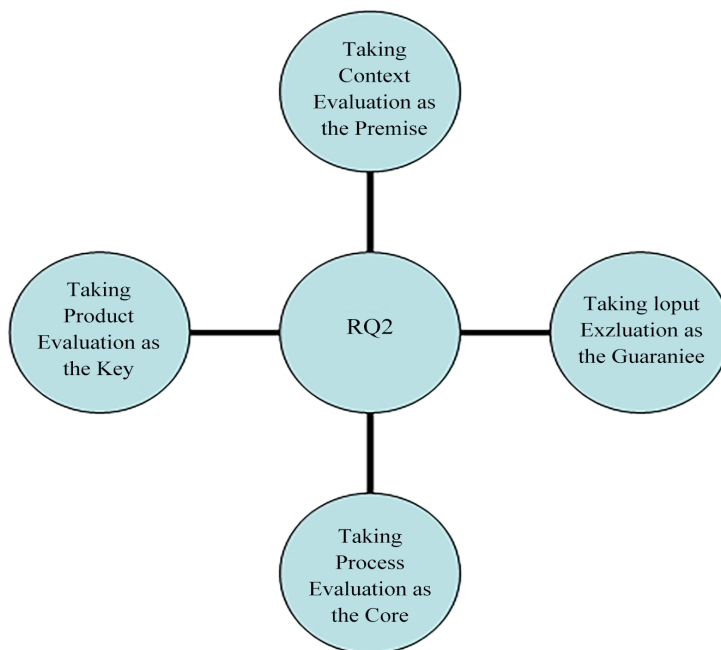 Taking
Context
Evaluation as
the Premise
Taking
Product
Evaluation as
the Key
RQ2
Taking loput
Exzluation as
the Guaraniee
Taking
Process
Evaluation as
the Core